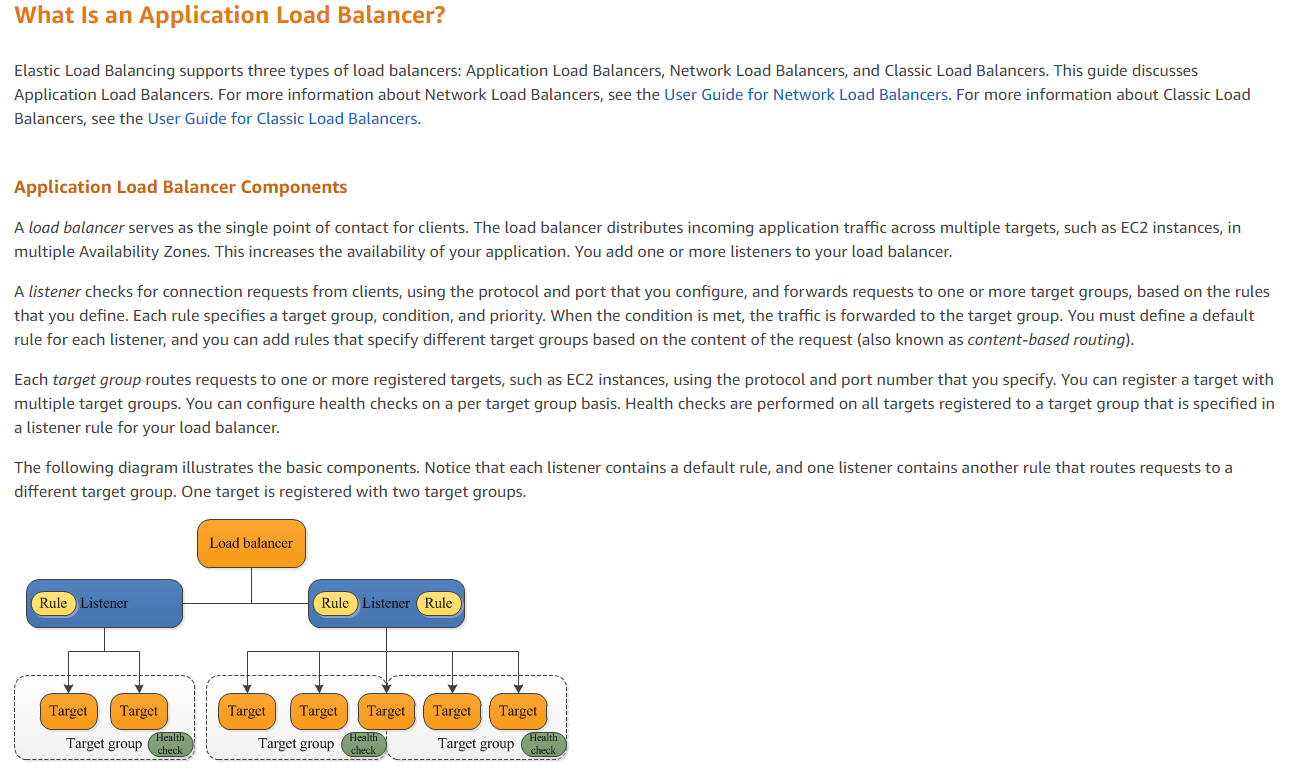 What Is an Application Load Balancer?
Elastic Load Balancing supports three types of load balancers: Application Load Balancers, Network Load Balancers, and Classic Load Balancers. This guide discusses
Application Load Balancers. For more information about Network Load Balancers, see the User Guide for Network Load Balancers. For more information about Classic Load
Balancers, see the User Guide for Classic Load Balancers.
Application Load Balancer Components
A load balancer serves as the single point of contact for clients. The load balancer distributes incoming application traffic across multiple targets, such as EC2 instances, in
multiple Availability Zones. This increases the availability of your application. You add one or more listeners to your load balancer.
A listener checks for connection requests from clients, using the protocol and port that you configure, and forwards requests to one or more target groups, based on the rules
that you define. Each rule specifies a target group, condition, and priority. When the condition is met, the traffic is forwarded to the target group. You must define a default
rule for each listener, and you can add rules that specify different target groups based on the content of the request (also known as content-based routing).
Each target group routes requests to one or more registered targets, such as EC2 instances, using the protocol and port number that you specify. You can register a target with
multiple target groups. You can configure health checks on a per target group basis. Health checks are performed on all targets registered to a target group that is specified in
a listener rule for your load balancer.
The following diagram illustrates the basic components. Notice that each listener contains a default rule, and one listener contains another rule that routes requests to a
different target group. One target is registered with two target groups.
Load balancer
Rule Listener
Rule Listener Rule
Target Target
Target Target Target Target Target
Target group Health check
Target group Health check
Target group Health check